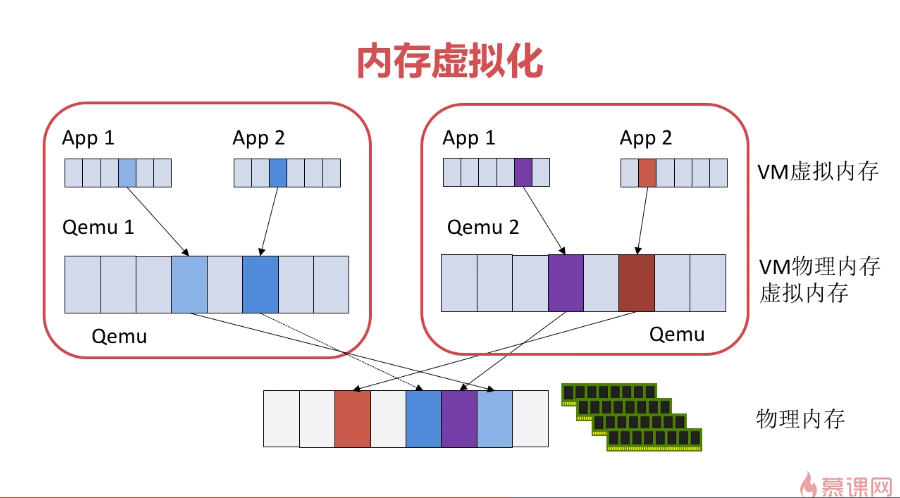 内存虚拟化
App 1
App 2
App 1
App 2
VM虚拟内存
Qemu 1
Qemu 2
VM物理内存
虚拟内存
Qemu
Qemu
物理内存
慕课网